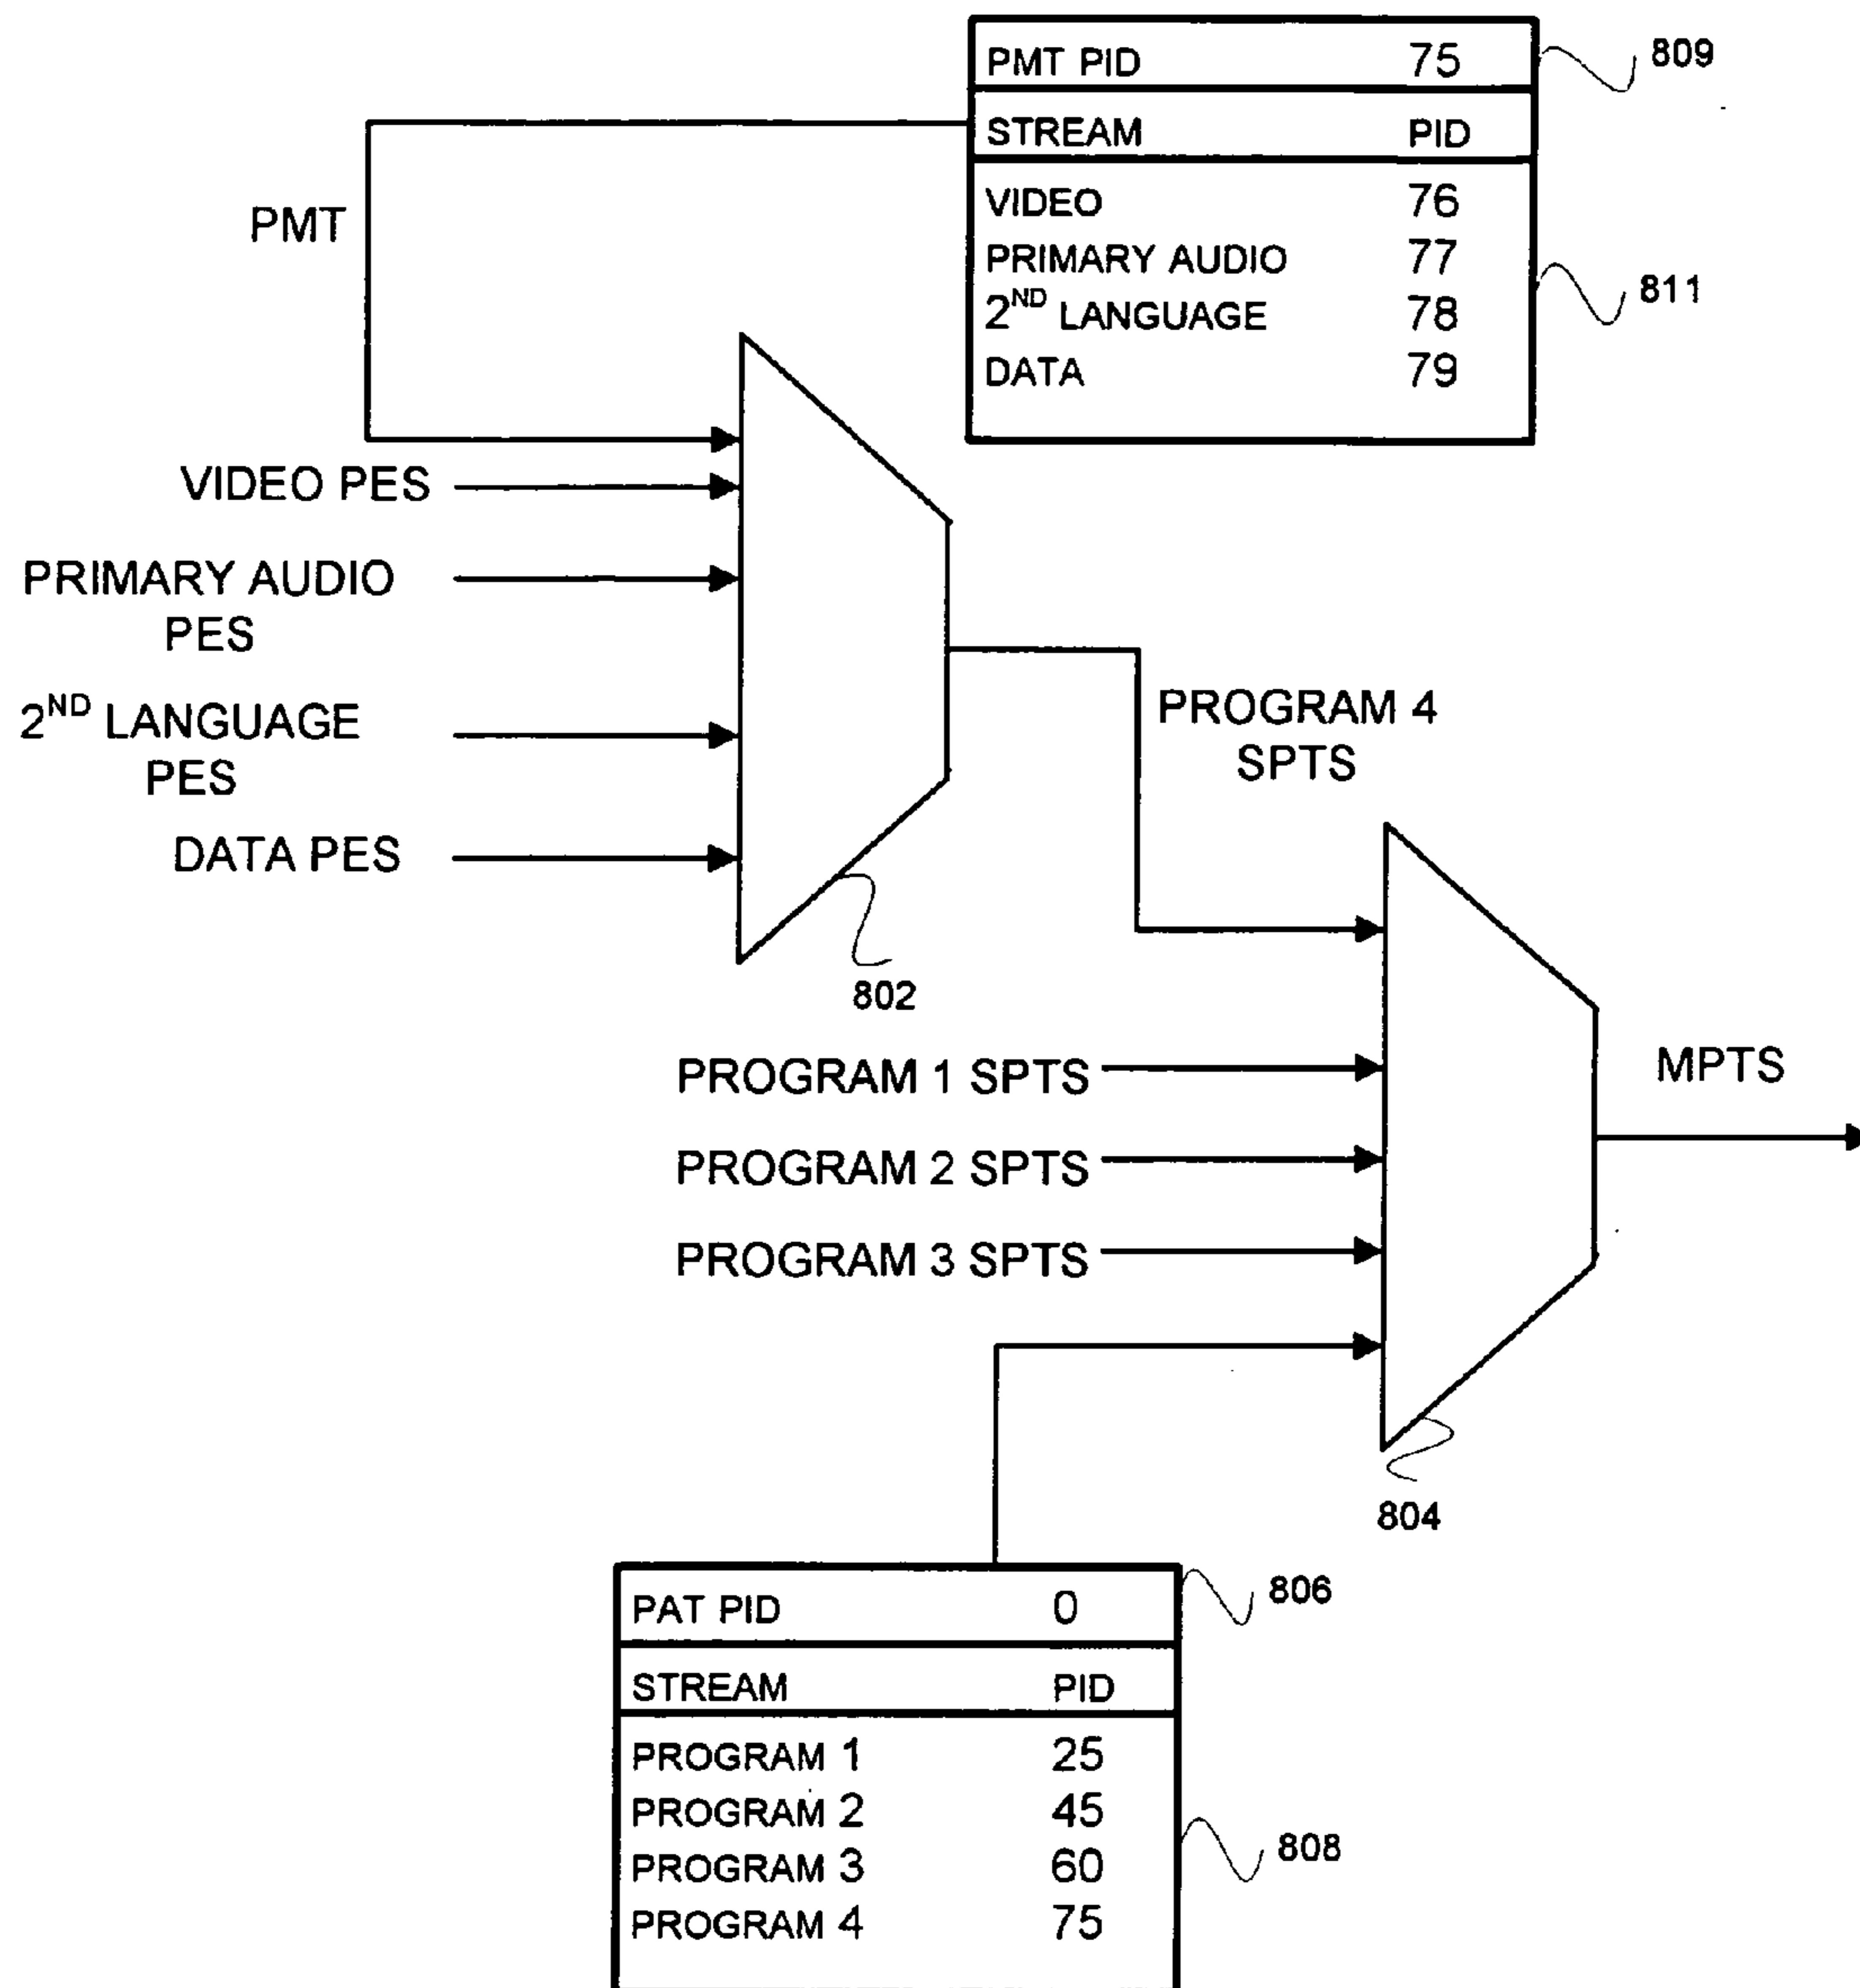 PMT PID 75
809
STREAM PID
VIDEO 76
PRIMARY AUDIO 77
2ND LANGUAGE 78
DATA 79
811
PMT
VIDEO PES
PRIMARY AUDIO
PES
2ND LANGUAGE
PES
DATA PES
802
PROGRAM 4
SPTS
PROGRAM 1 SPTS
PROGRAM 2 SPTS
PROGRAM 3 SPTS
MPTS
804
PAT PID 0
806
STREAM PID
PROGRAM 1 25
PROGRAM 2 45
PROGRAM 3 60
PROGRAM 4 75
808